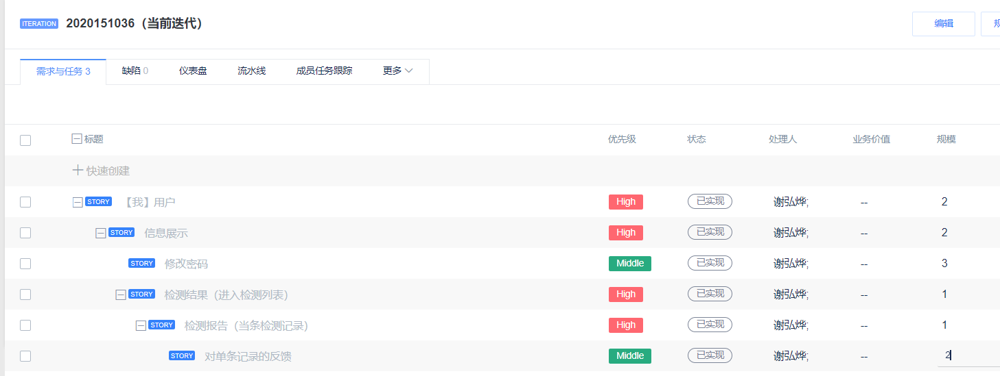 ITERATION 2020151036（当前迭代） 编辑
需求与任务 3 缺陷 0 仪表盘 流水线 成员任务跟踪 更多
标题 优先级 状态 处理人 业务价值 规模
快速创建
STORY 【我】用户 High 已实现 谢弘烨; -- 2
STORY 信息展示 High 已实现 谢弘烨; -- 2
STORY 修改密码 Middle 已实现 谢弘烨; -- 3
STORY 检测结果（进入检测列表） High 已实现 谢弘烨; -- 1
STORY 检测报告（当条检测记录） High 已实现 谢弘烨; -- 1
STORY 对单条记录的反馈 Middle 已实现 谢弘烨; -- 2